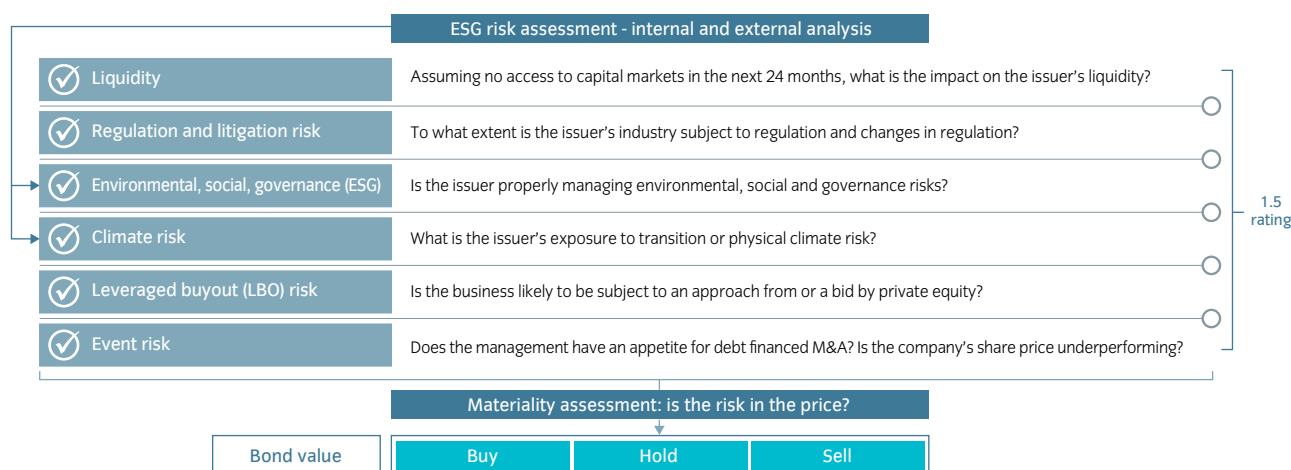 ESG risk assessment - internal and external analysis
Liquidity
Assuming no access to capital markets in the next 24 months, what is the impact on the issuer's liquidity?
Regulation and litigation risk
To what extent is the issuer's industry subject to regulation and changes in regulation?
Environmental, social, governance (ESG)
Is the issuer properly managing environmental, social and governance risks?
Climate risk
What is the issuer's exposure to transition or physical climate risk?
Leveraged buyout (LBO) risk
Is the business likely to be subject to an approach from or a bid by private equity?
Event risk
Does the management have an appetite for debt financed M&A? Is the company's share price underperforming?
1.5
rating
Materiality assessment: is the risk in the price?
Bond value
Buy
Hold
Sell